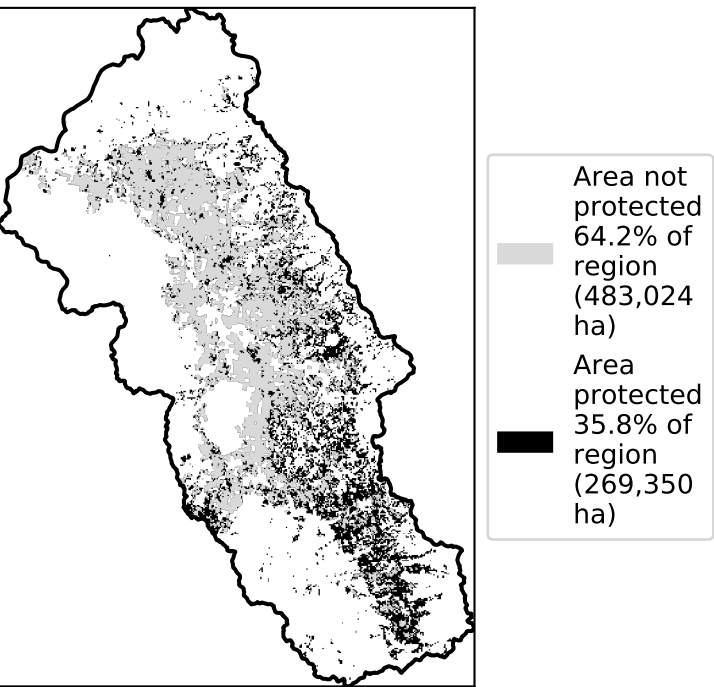 Area not
protected
64.2% of
region
(483,024
ha)
Area
protected
35.8% of
region
(269,350
ha)